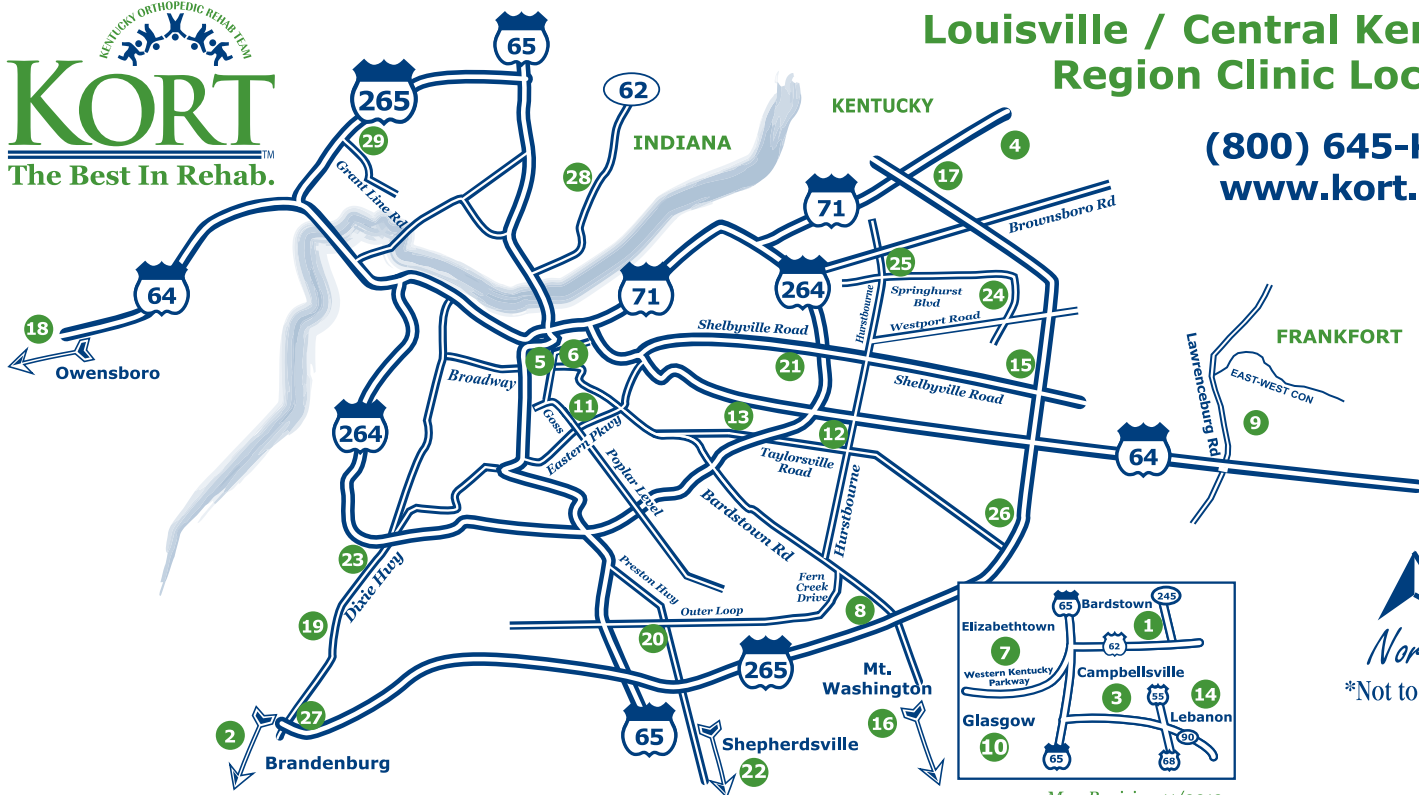 KENTUCKY ORTHOPEDIC REHAB TEAM
KORT
TM
The Best In Rehab.
Louisville / Central Ken
Region Clinic Loc
(800) 645-
www.kort.
65
265
62
KENTUCKY
INDIANA
29
Grant Line Rd
28
4
17
71
Brownsboro Rd
25
64
71
264
Springhurst
Blvd
24
Hurstbourne
Westport Road
18
Owensboro
Shelbyville Road
5
6
21
15
Broadway
Shelbyville Road
FRANKFORT
Lawrenceburg Rd
EAST-WEST CON
9
11
Goss
13
12
264
Eastern Pkwy
Taylorsville
Road
64
Poplar Level
Bardstown Rd
Hurstbourne
26
23
Dixie Hwy
Preston Hwy
Fern
Creek
Drive
Outer Loop
8
19
20
265
Mt.
Washington
16
27
2
Brandenburg
65
Shepherdsville
22
65
Bardstown
245
1
Elizabethtown
7
62
Western Kentucky
Parkway
Campbellsville
3
55
14
Lebanon
Glasgow
10
90
65
68
Nor
*Not to